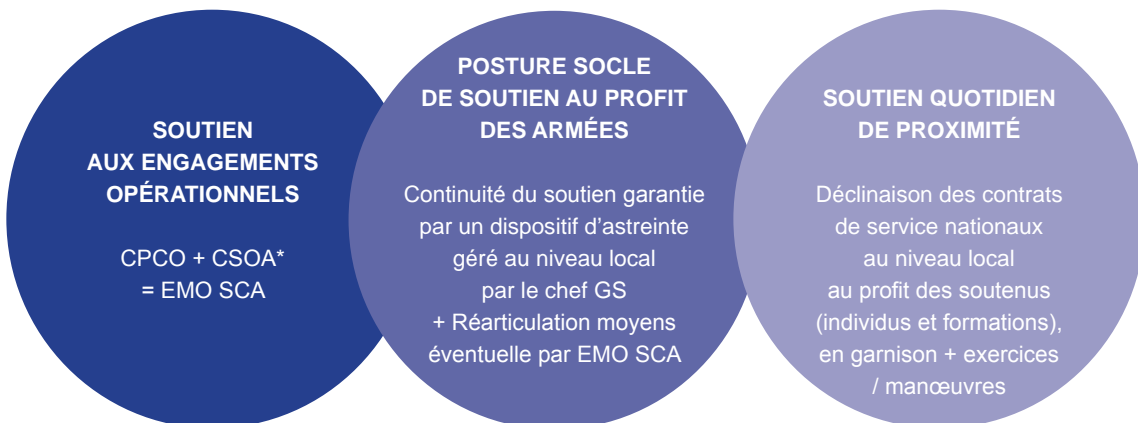 SOUTIEN
AUX ENGAGEMENTS
OPÉRATIONNELS
CPCO + CSOA*
= EMO SCA
POSTURE SOCLE
DE SOUTIEN AU PROFIT
DES ARMÉES
Continuité du soutien garantie
par un dispositif d’astreinte
géré au niveau local
par le chef GS
+ Réarticulation moyens
éventuelle par EMO SCA
SOUTIEN QUOTIDIEN
DE PROXIMITÉ
Déclinaison des contrats
de service nationaux
au niveau local
au profit des soutenus
(individus et formations),
en garnison + exercices
/ manœuvres